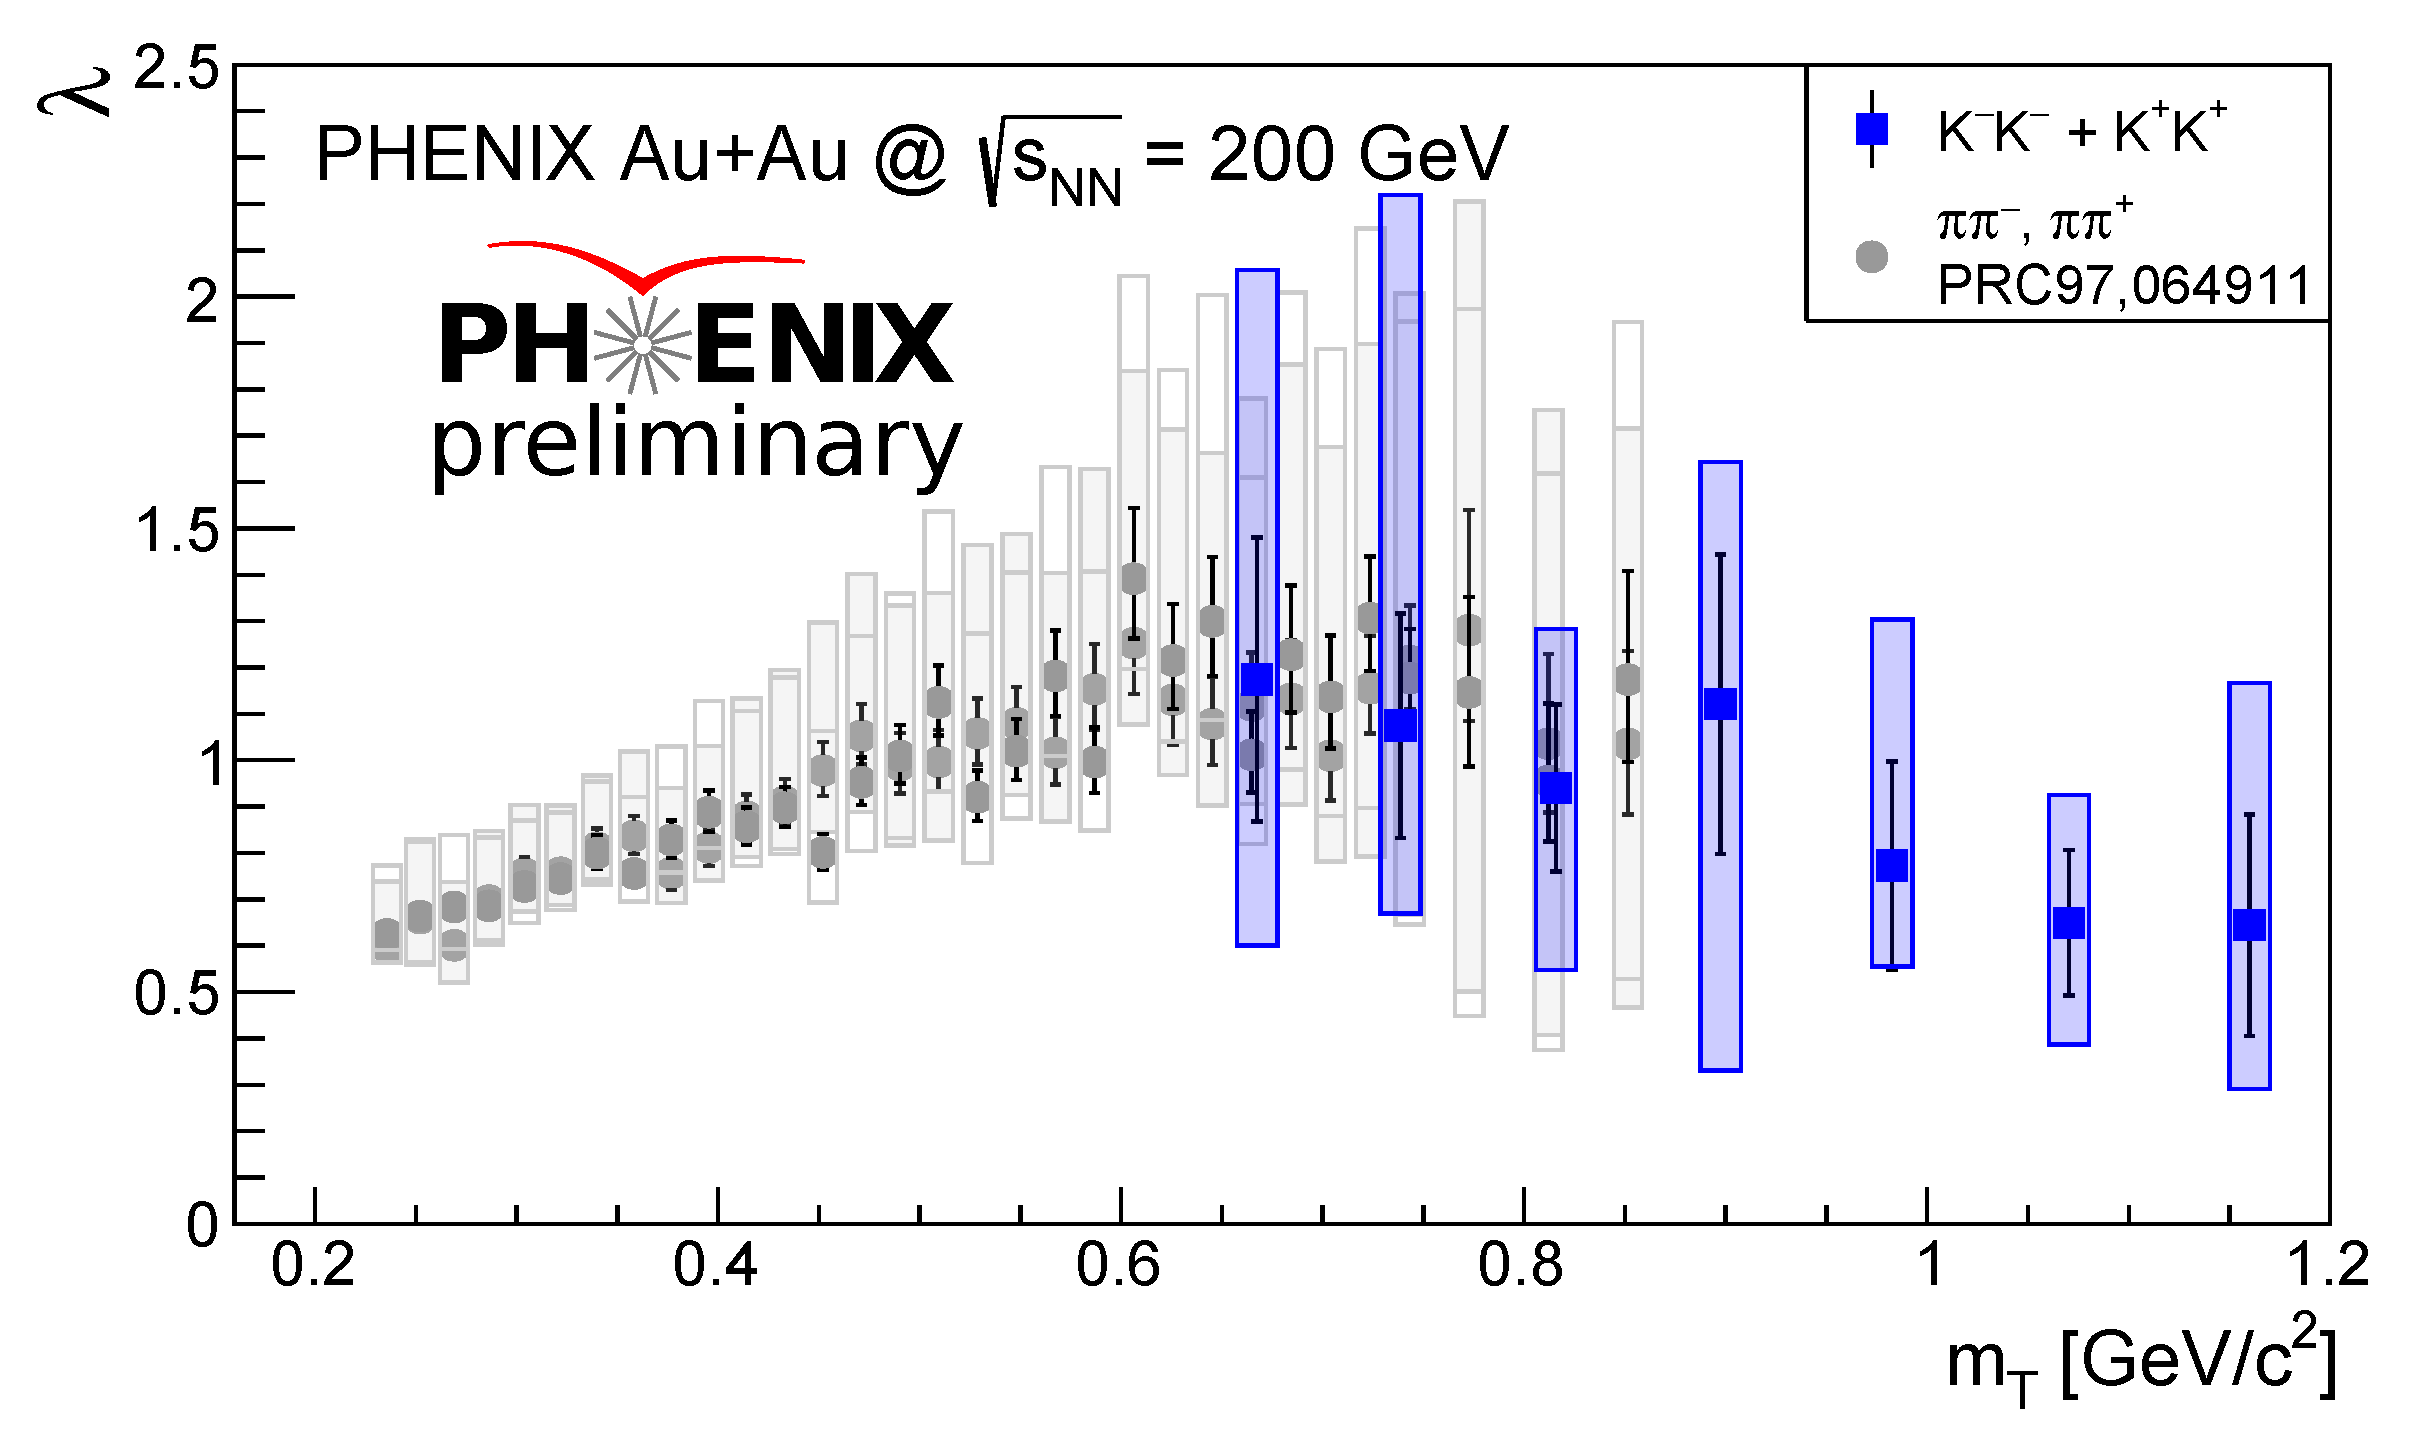 λ
2.5
2
1.5
1
0.5
0
PHENIX Au+Au @ √sNN = 200 GeV
PHENIX
preliminary
K⁻K⁻ + K⁺K⁺
ππ⁻, ππ⁺
PRC97,064911
0.2 0.4 0.6 0.8 1 1.2
mT [GeV/c²]